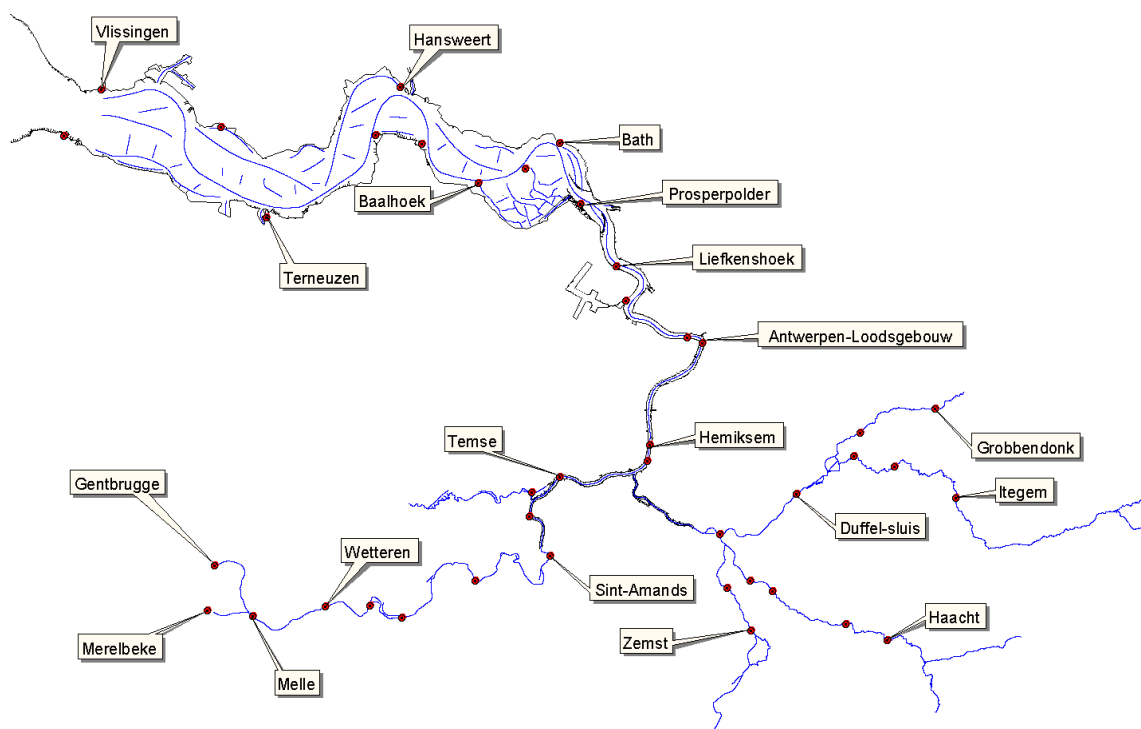 Vlissingen
Hansweert
Bath
Baalhoek
Prosperpolder
Liefkenshoek
Terneuzen
Antwerpen-Loodsgebouw
Temse
Hemiksem
Grobbendonk
Gentbrugge
Itegem
Duffel-sluis
Wetteren
Sint-Amands
Haacht
Merelbeke
Zemst
Melle